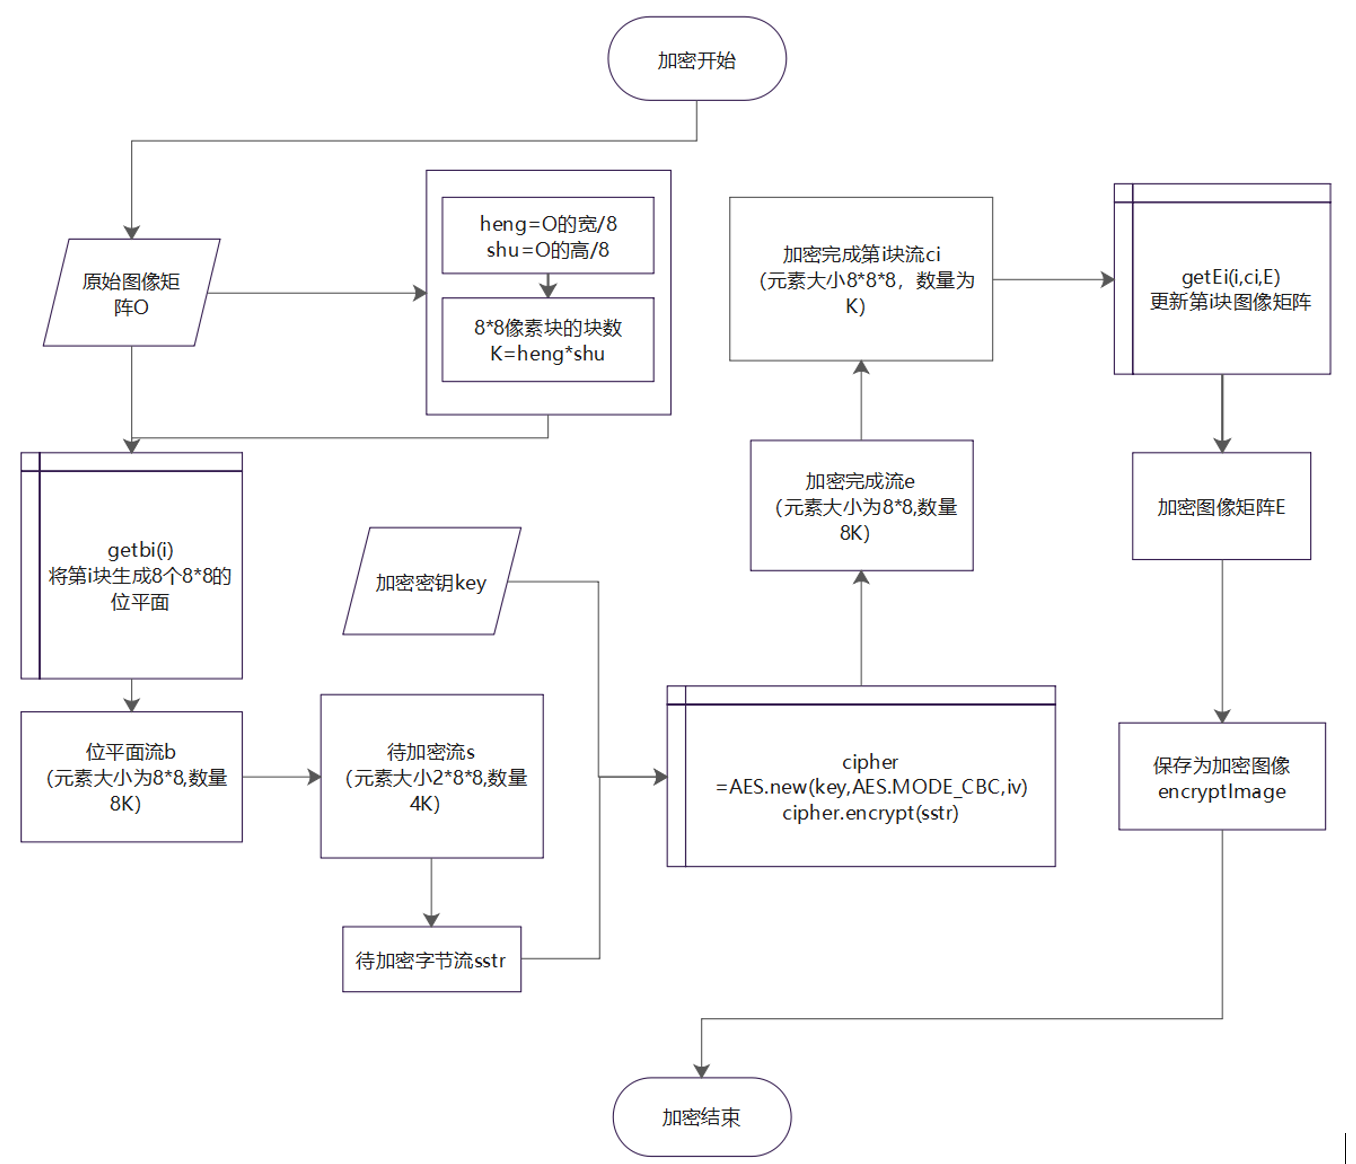 加密开始
原始图像矩
阵O
heng=O的宽/8
shu=O的高/8
8*8像素块的块数
K=heng*shu
getbi(i)
将第i块生成8个8*8的
位平面
位平面流b
（元素大小为8*8,数量
8K）
加密密钥key
待加密流s
（元素大小2*8*8,数量
4K）
待加密字节流sstr
cipher
=AES.new(key,AES.MODE_CBC,iv)
cipher.encrypt(sstr)
加密完成流e
（元素大小为8*8,数量
8K）
加密完成第i块流ci
（元素大小8*8*8，数量为
K）
getEi(i,ci,E)
更新第i块图像矩阵
加密图像矩阵E
保存为加密图像
encryptImage
加密结束